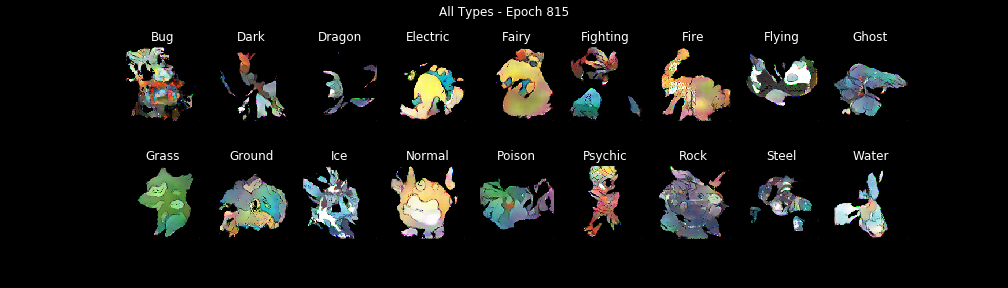 All Types - Epoch 815
Bug Dark Dragon Electric Fairy Fighting Fire Flying Ghost
Grass Ground Ice Normal Poison Psychic Rock Steel Water